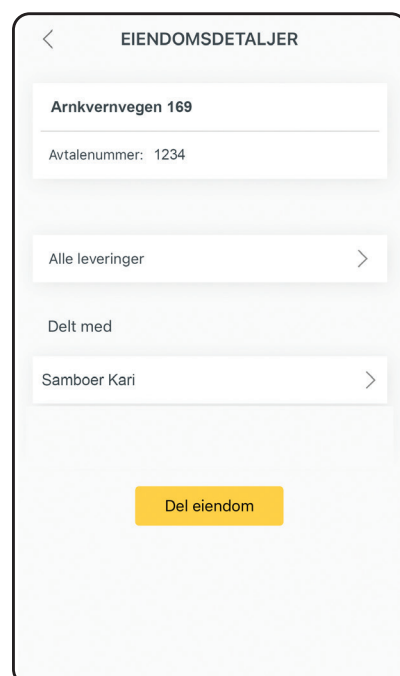 EIENDOMSDETALJER
Arnkvernvegen 169
Avtalenummer: 1234
Alle leveringer
Delt med
Samboer Kari
Del eiendom